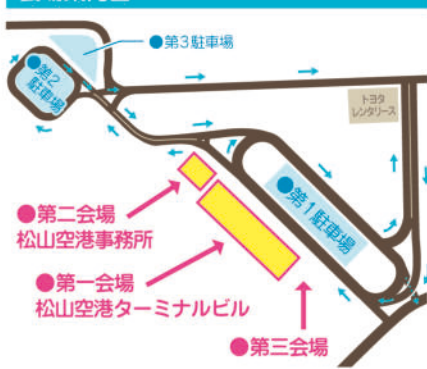 ●第3駐車場
●第2
駐車場
トヨタ
レンタリース
●第1駐車場
●第二会場
松山空港事務所
●第一会場
松山空港ターミナルビル
●第三会場